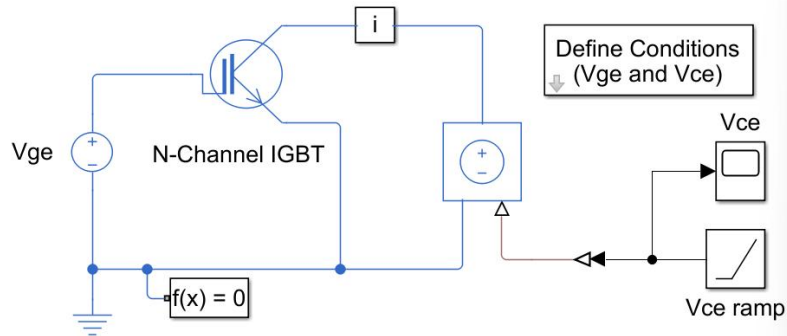 i
Define Conditions
(Vge and Vce)
Vce
Vge
N-Channel IGBT
f(x) = 0
Vce ramp